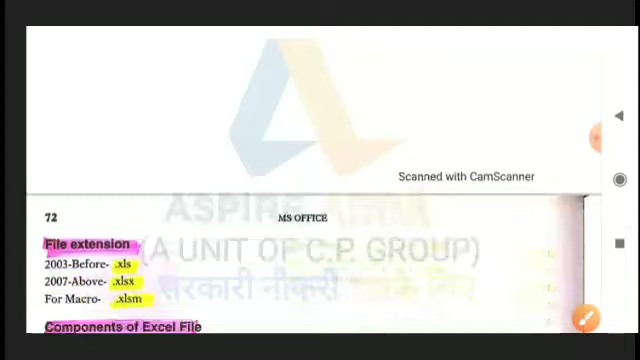 Scanned with CamScanner
72
MS OFFICE
ASPIRE
File extension
(A UNIT OF C.P. GROUP)
2003-Before- .xls
2007-Above- .xlsx
सरकारी नौकरी
For Macro- .xlsm
Components of Excel File